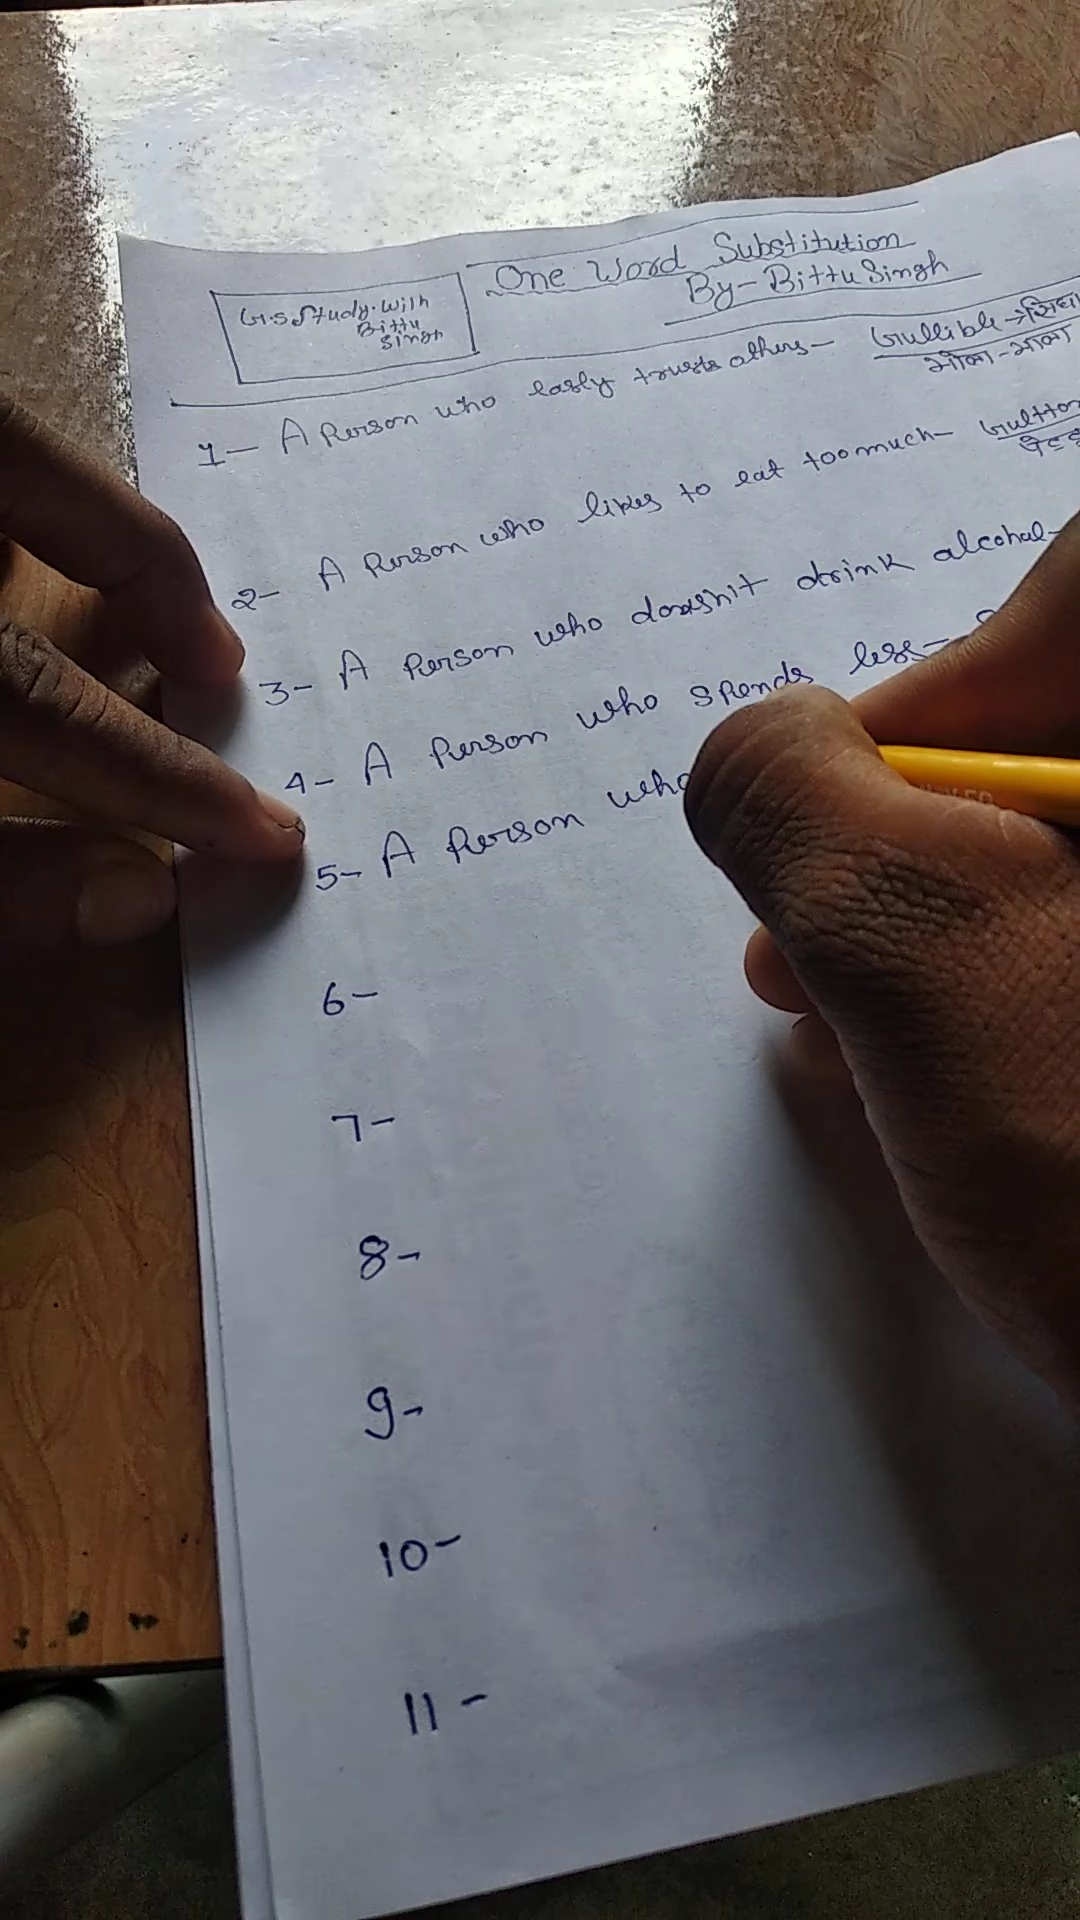 G.S Study.With
Bittu
Singh
One Word Substitution
By-Bittu Singh
1- A Person who easly trusts others- Gullible→सिधा
भोला-भाला
2- A Person who likes to eat too much- Glutton
3- A Person who doesnit drink alcohal-
4- A Person who spends less-
5- A Person who
6-
7-
8-
9-
10-
11-